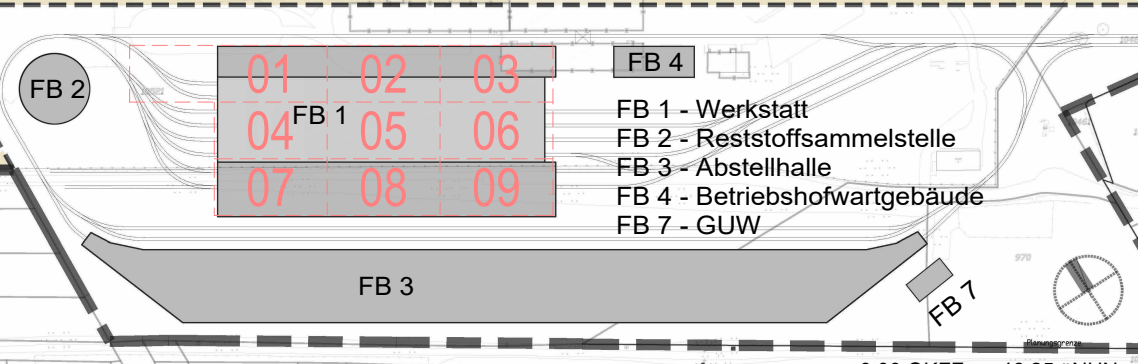 FB 2
01 02 03
FB 4
FB 1
04 05 06
07 08 09
FB 1 - Werkstatt
FB 2 - Reststoffsammelstelle
FB 3 - Abstellhalle
FB 4 - Betriebshofwartgebäude
FB 7 - GUW
FB 3
970
FB 7
Planungsgrenze